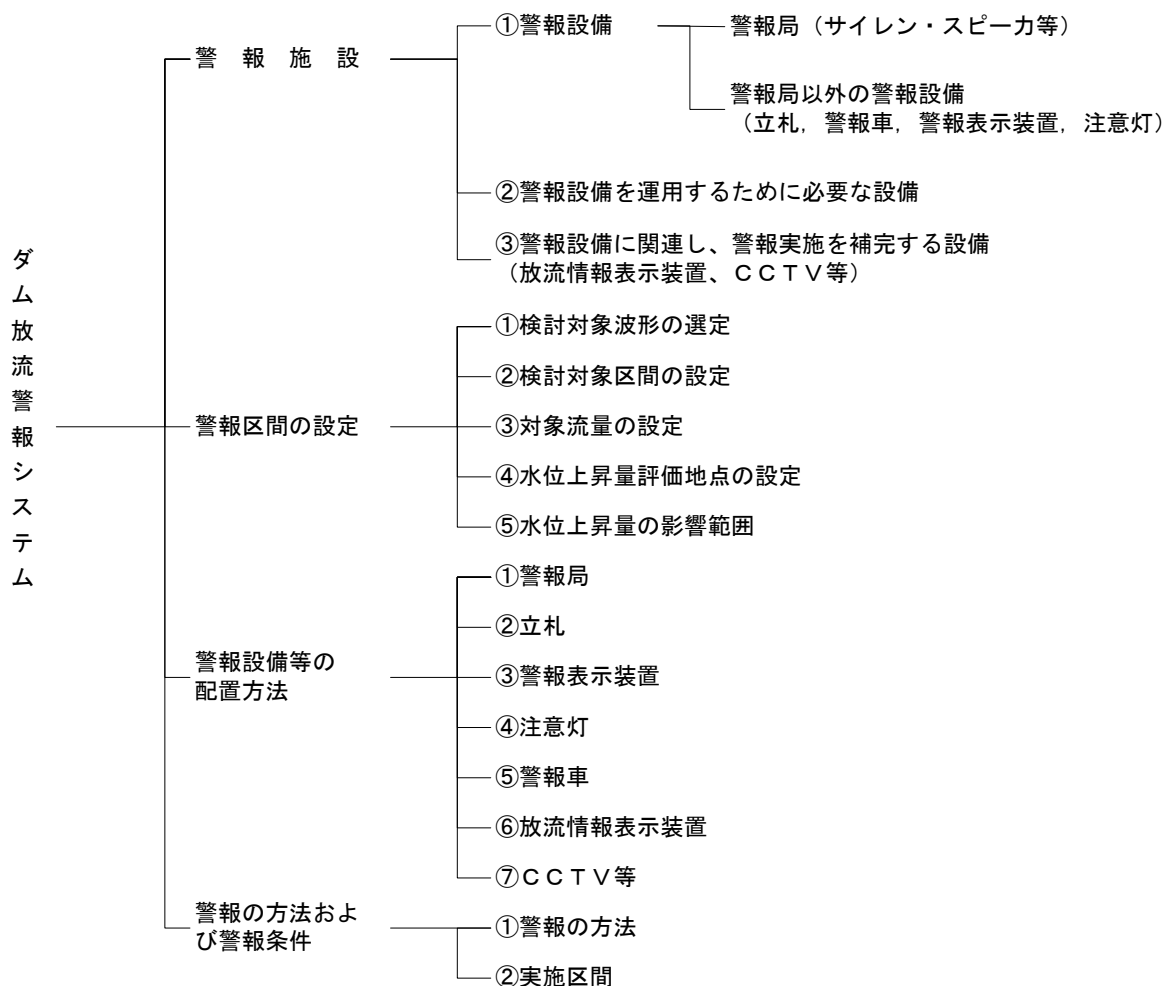 ダム放流警報システム
警報施設
①警報設備
警報局（サイレン・スピーカ等）
警報局以外の警報設備
（立札，警報車，警報表示装置，注意灯）
②警報設備を運用するために必要な設備
③警報設備に関連し、警報実施を補完する設備
（放流情報表示装置、ＣＣＴＶ等）
警報区間の設定
①検討対象波形の選定
②検討対象区間の設定
③対象流量の設定
④水位上昇量評価地点の設定
⑤水位上昇量の影響範囲
警報設備等の
配置方法
①警報局
②立札
③警報表示装置
④注意灯
⑤警報車
⑥放流情報表示装置
⑦ＣＣＴＶ等
警報の方法およ
び警報条件
①警報の方法
②実施区間